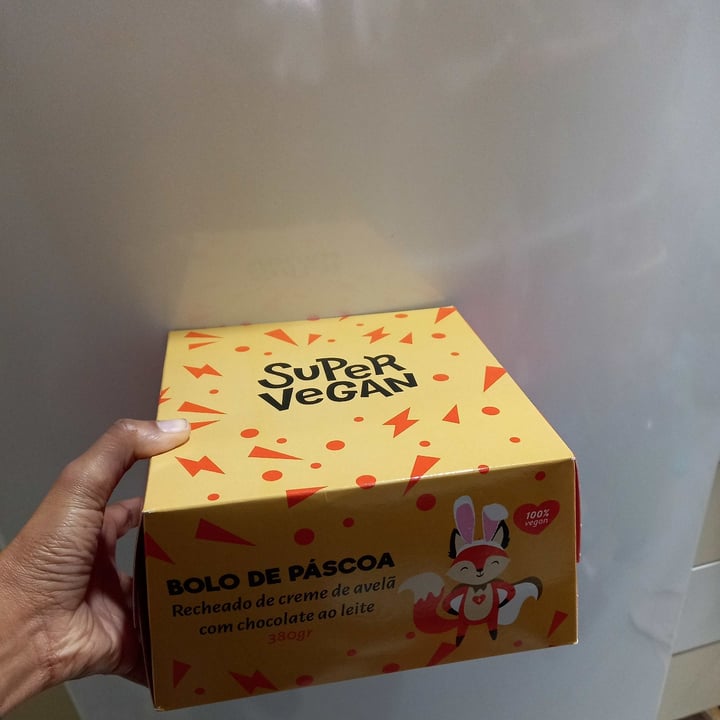 SUPER
VEGAN
100%
vegan
BOLO DE PÁSCOA
Recheado de creme de avelã
com chocolate ao leite
380gr